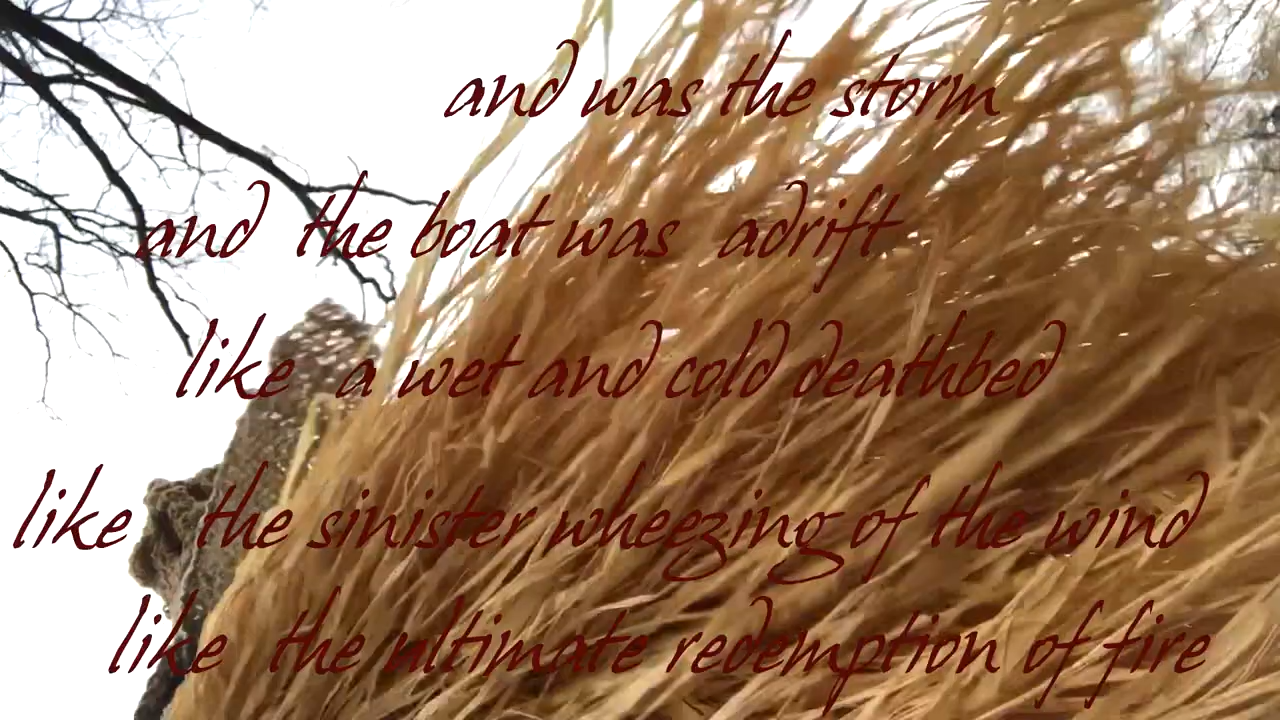 and was the storm
and the boat was adrift
like a wet and cold deathbed
like the sinister wheezing of the wind
like the ultimate redemption of fire